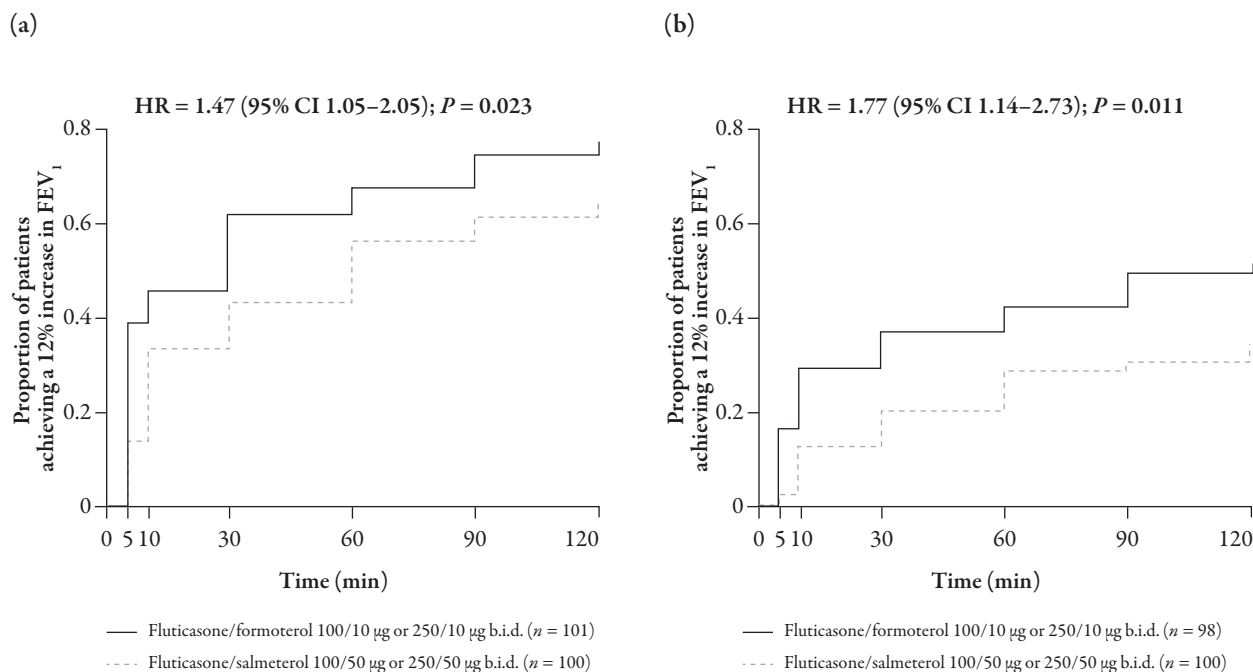 (a)
HR = 1.47 (95% CI 1.05–2.05); P = 0.023
Proportion of patients
achieving a 12% increase in FEV1
0.8
0.6
0.4
0.2
0
0 5 10 30 60 90 120
Time (min)
Fluticasone/formoterol 100/10 µg or 250/10 µg b.i.d. (n = 101)
Fluticasone/salmeterol 100/50 µg or 250/50 µg b.i.d. (n = 100)
(b)
HR = 1.77 (95% CI 1.14–2.73); P = 0.011
Proportion of patients
achieving a 12% increase in FEV1
0.8
0.6
0.4
0.2
0
0 5 10 30 60 90 120
Time (min)
Fluticasone/formoterol 100/10 µg or 250/10 µg b.i.d. (n = 98)
Fluticasone/salmeterol 100/50 µg or 250/50 µg b.i.d. (n = 100)